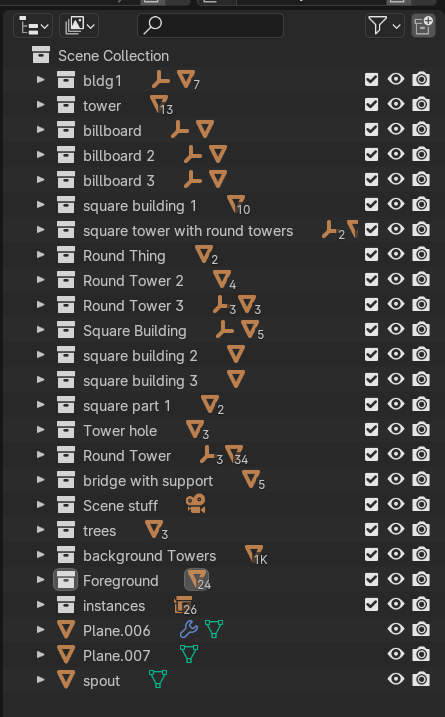 Scene Collection
bldg1 7
tower 13
billboard
billboard 2
billboard 3
square building 1 10
square tower with round towers 2
Round Thing 2
Round Tower 2 4
Round Tower 3 3 3
Square Building 5
square building 2
square building 3
square part 1 2
Tower hole 3
Round Tower 3 34
bridge with support 5
Scene stuff
trees 3
background Towers 1K
Foreground 24
instances 26
Plane.006
Plane.007
spout